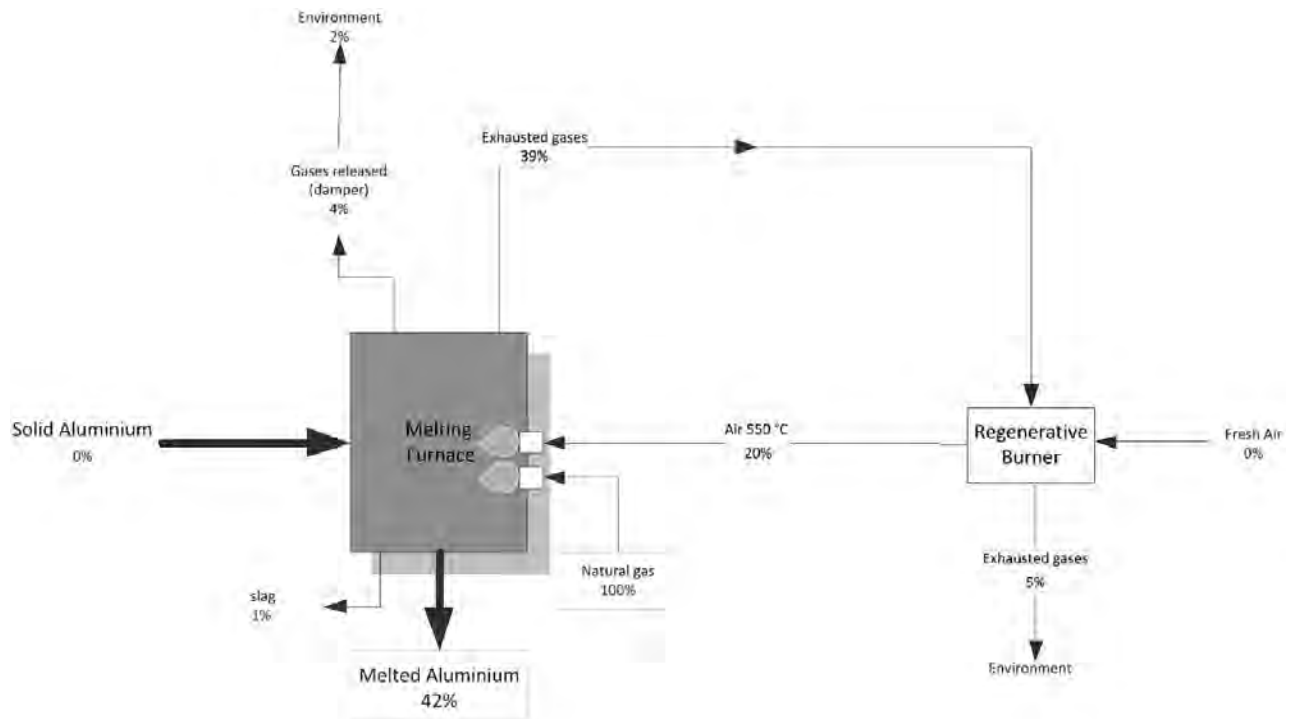 Environment
2%
Exhausted gases
39%
Gases released
(damper)
4%
Solid Aluminium
0%
Melting
Furnace
Air 550 °C
20%
Regenerative
Burner
Fresh Air
0%
Natural gas
100%
Exhausted gases
5%
slag
1%
Environment
Melted Aluminium
42%